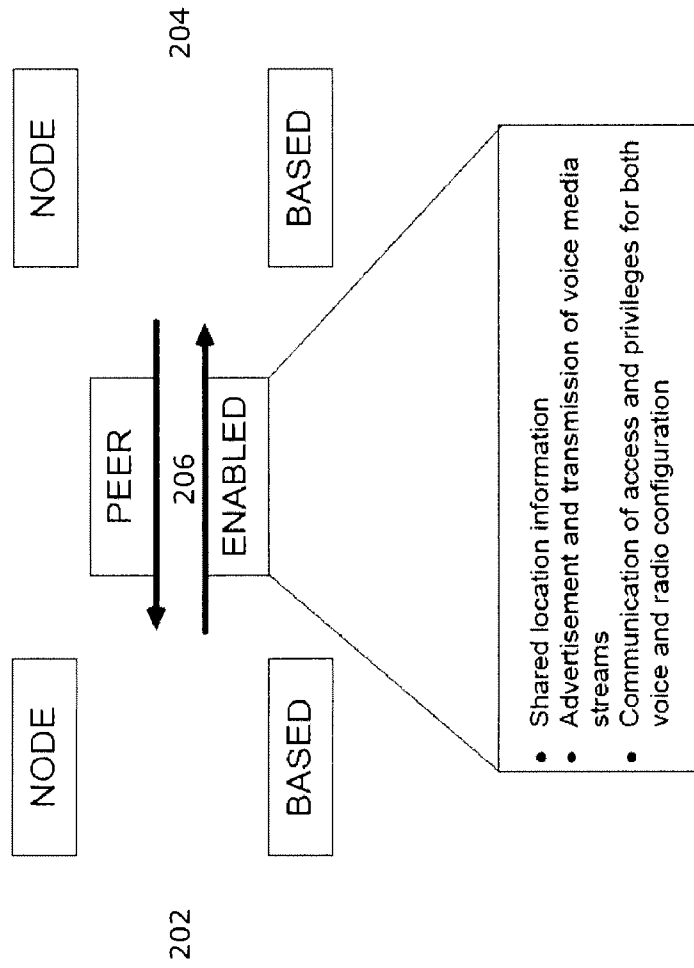 NODE
PEER
NODE
202
206
204
BASED
ENABLED
BASED
• Shared location information
• Advertisement and transmission of voice media
streams
• Communication of access and privileges for both
voice and radio configuration